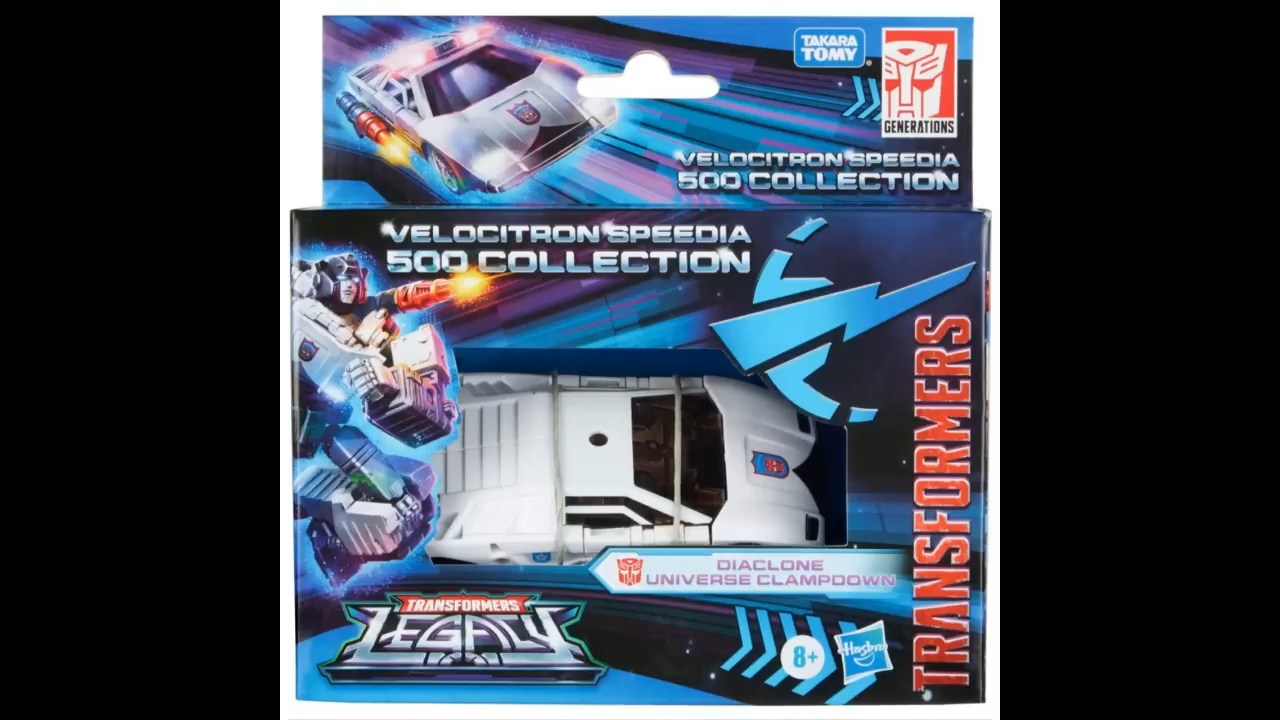 TAKARA
TOMY
GENERATIONS
VELOCITRON SPEEDIA
500 COLLECTION
VELOCITRON SPEEDIA
500 COLLECTION
TRANSFORMERS
DIACLONE
UNIVERSE CLAMPDOWN
TRANSFORMERS
LEGACY
8+
Hasbro